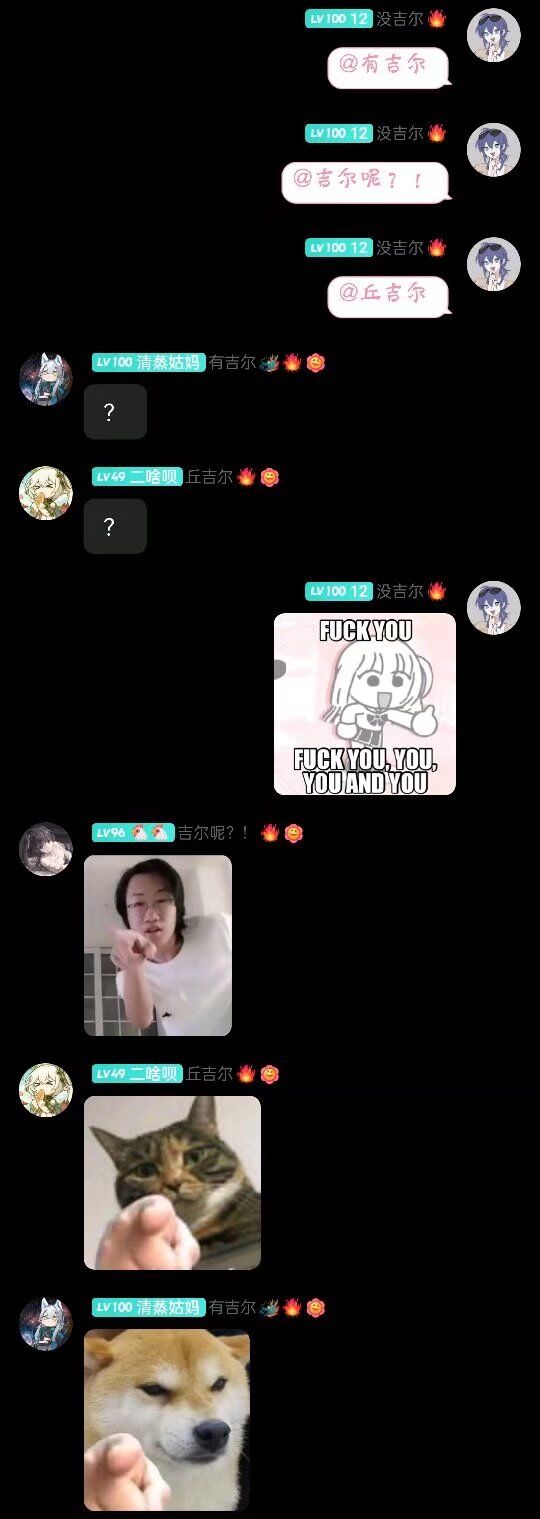 LV100 12 没吉尔
@有吉尔
LV100 12 没吉尔
@吉尔呢？！
LV100 12 没吉尔
@丘吉尔
LV100 清蒸姑妈 有吉尔
？
LV49 二啥呗 丘吉尔
？
LV100 12 没吉尔
FUCK YOU
FUCK YOU, YOU,
YOU AND YOU
LV96 吉尔呢？！
LV49 二啥呗 丘吉尔
LV100 清蒸姑妈 有吉尔